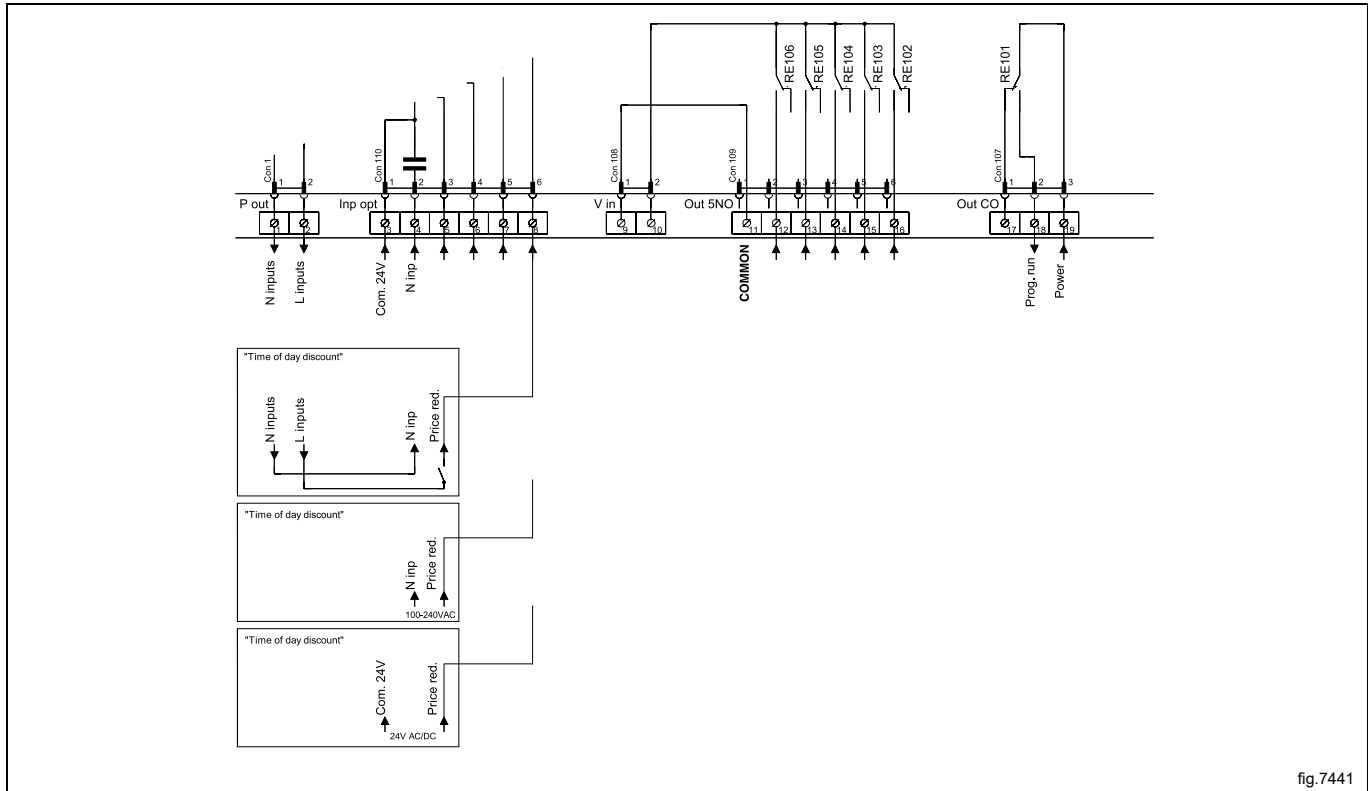 RE106
RE105
RE104
RE103
RE102
RE101
Con 1
1
2
Con 110
1
2
3
4
5
6
Con 108
1
2
Con 109
1
2
3
4
5
6
Con 107
1
2
3
P out
Inp opt
V in
Out 5NO
Out CO
1
2
3
4
5
6
7
8
9
10
11
12
13
14
15
16
17
18
19
N inputs
L inputs
Com. 24V
N inp
COMMON
Prog. run
Power
"Time of day discount"
N inputs
L inputs
N inp
Price red.
"Time of day discount"
N inp
Price red.
100-240VAC
"Time of day discount"
Com. 24V
Price red.
24V AC/DC
fig.7441